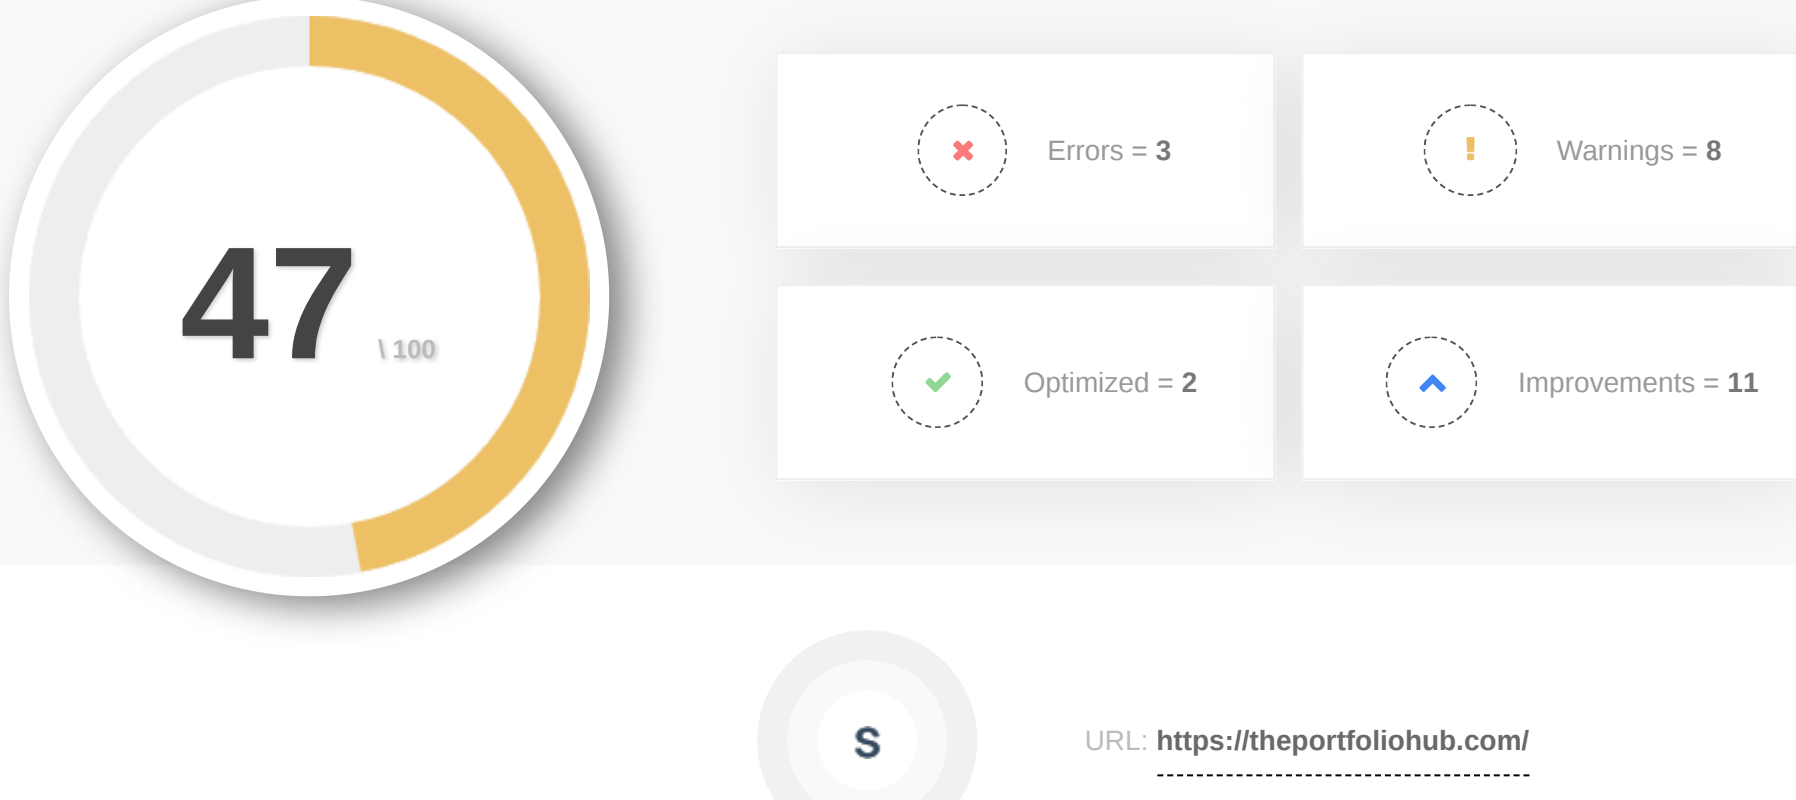 47 \ 100
Errors = 3
Warnings = 8
Optimized = 2
Improvements = 11
S
URL: https://theportfoliohub.com/